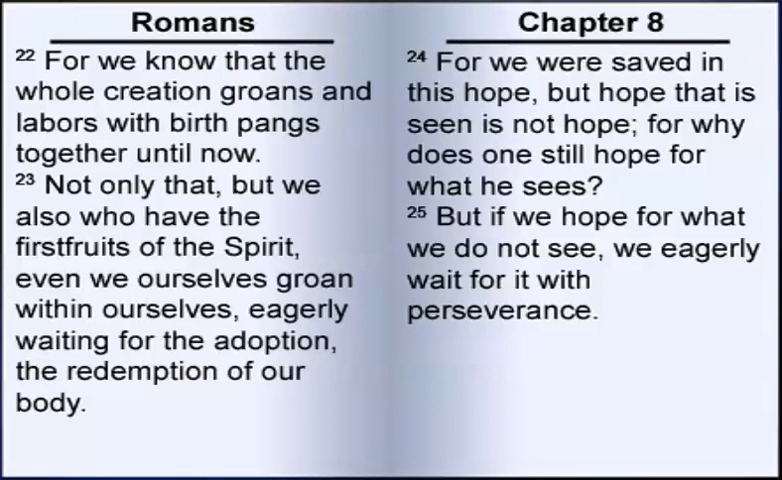 Romans
22 For we know that the
whole creation groans and
labors with birth pangs
together until now.
23 Not only that, but we
also who have the
firstfruits of the Spirit,
even we ourselves groan
within ourselves, eagerly
waiting for the adoption,
the redemption of our
body.
Chapter 8
24 For we were saved in
this hope, but hope that is
seen is not hope; for why
does one still hope for
what he sees?
25 But if we hope for what
we do not see, we eagerly
wait for it with
perseverance.